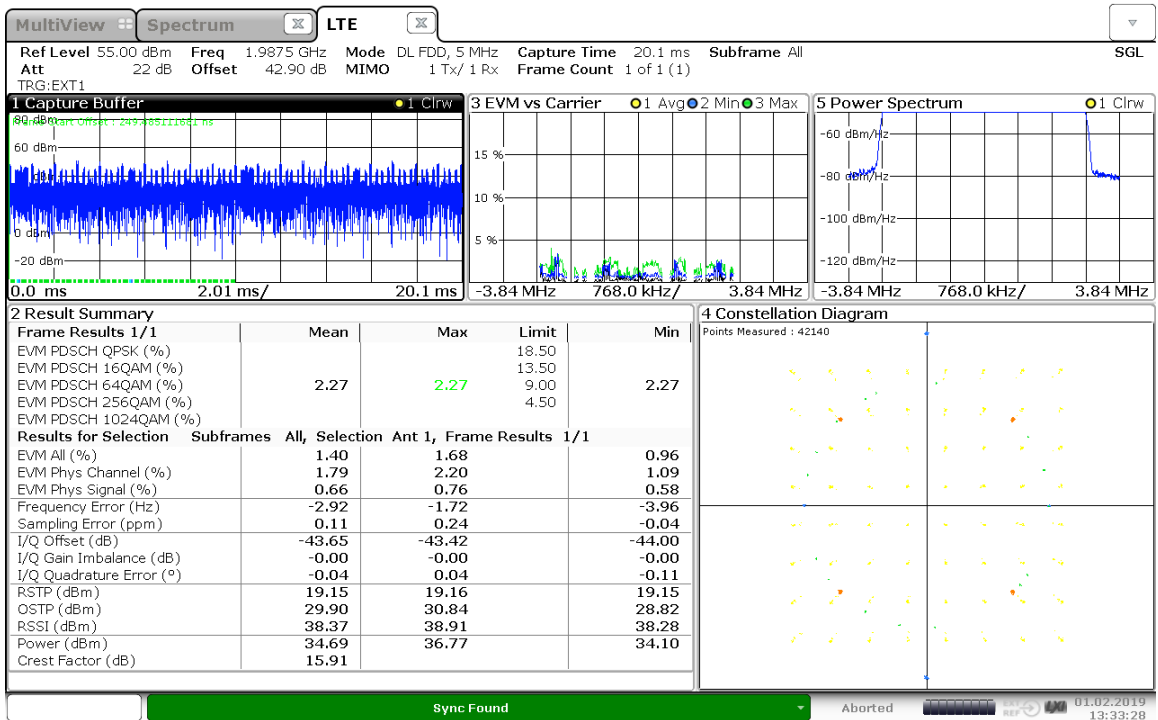 MultiView Spectrum LTE
Ref Level 55.00 dBm Freq 1.9875 GHz Mode DL FDD, 5 MHz Capture Time 20.1 ms Subframe All SGL
Att 22 dB Offset 42.90 dB MIMO 1 Tx/ 1 Rx Frame Count 1 of 1 (1)
TRG:EXT1
1 Capture Buffer 1 Clrw
80 dBm
Frame Start Offset : 249.485111661 ns
60 dBm
0 dBm
-20 dBm
0.0 ms 2.01 ms/ 20.1 ms
3 EVM vs Carrier 1 Avg 2 Min 3 Max
15 %
10 %
5 %
-3.84 MHz 768.0 kHz/ 3.84 MHz
5 Power Spectrum 1 Clrw
-60 dBm/Hz
-80 dBm/Hz
-100 dBm/Hz
-120 dBm/Hz
-3.84 MHz 768.0 kHz/ 3.84 MHz
2 Result Summary
Frame Results 1/1 Mean Max Limit Min
EVM PDSCH QPSK (%) 18.50
EVM PDSCH 16QAM (%) 13.50
EVM PDSCH 64QAM (%) 2.27 2.27 9.00 2.27
EVM PDSCH 256QAM (%) 4.50
EVM PDSCH 1024QAM (%)
Results for Selection Subframes All, Selection Ant 1, Frame Results 1/1
EVM All (%) 1.40 1.68 0.96
EVM Phys Channel (%) 1.79 2.20 1.09
EVM Phys Signal (%) 0.66 0.76 0.58
Frequency Error (Hz) -2.92 -1.72 -3.96
Sampling Error (ppm) 0.11 0.24 -0.04
I/Q Offset (dB) -43.65 -43.42 -44.00
I/Q Gain Imbalance (dB) -0.00 -0.00 -0.00
I/Q Quadrature Error (º) -0.04 0.04 -0.11
RSTP (dBm) 19.15 19.16 19.15
OSTP (dBm) 29.90 30.84 28.82
RSSI (dBm) 38.37 38.91 38.28
Power (dBm) 34.69 36.77 34.10
Crest Factor (dB) 15.91
4 Constellation Diagram
Points Measured : 42140
Sync Found Aborted EXT REF LXI 01.02.2019
13:33:28